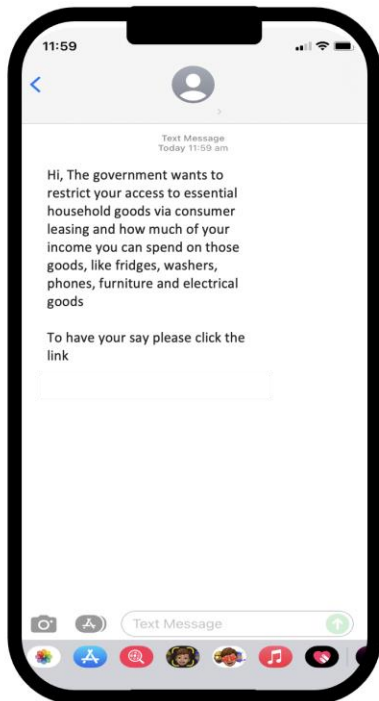 11:59
Text Message
Today 11:59 am
Hi, The government wants to
restrict your access to essential
household goods via consumer
leasing and how much of your
income you can spend on those
goods, like fridges, washers,
phones, furniture and electrical
goods
To have your say please click the
link
Text Message